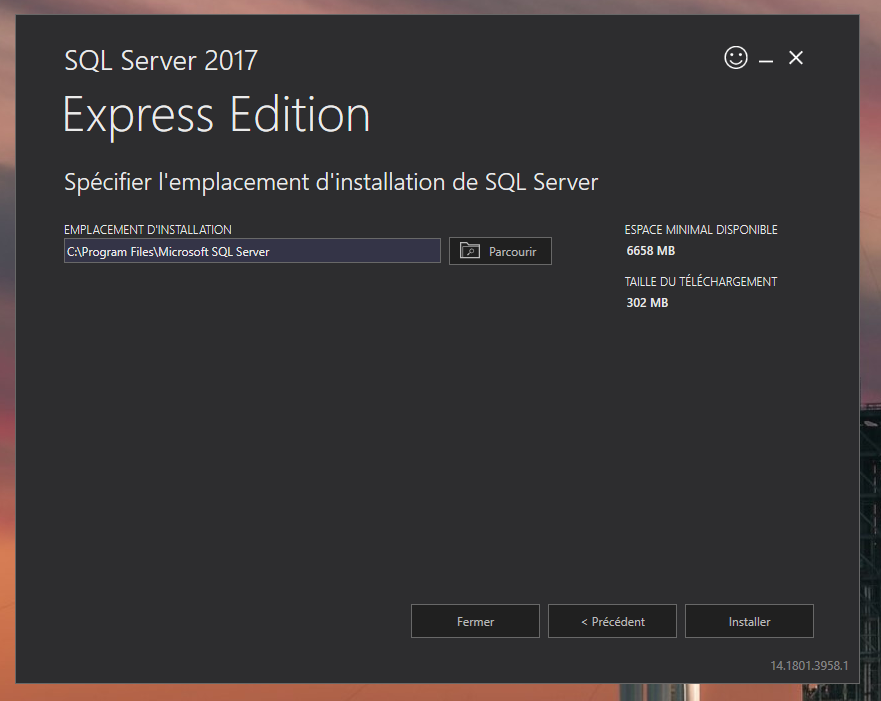 SQL Server 2017
Express Edition
Spécifier l'emplacement d'installation de SQL Server
EMPLACEMENT D'INSTALLATION
C:\Program Files\Microsoft SQL Server
Parcourir
ESPACE MINIMAL DISPONIBLE
6658 MB
TAILLE DU TÉLÉCHARGEMENT
302 MB
Fermer
< Précédent
Installer
14.1801.3958.1